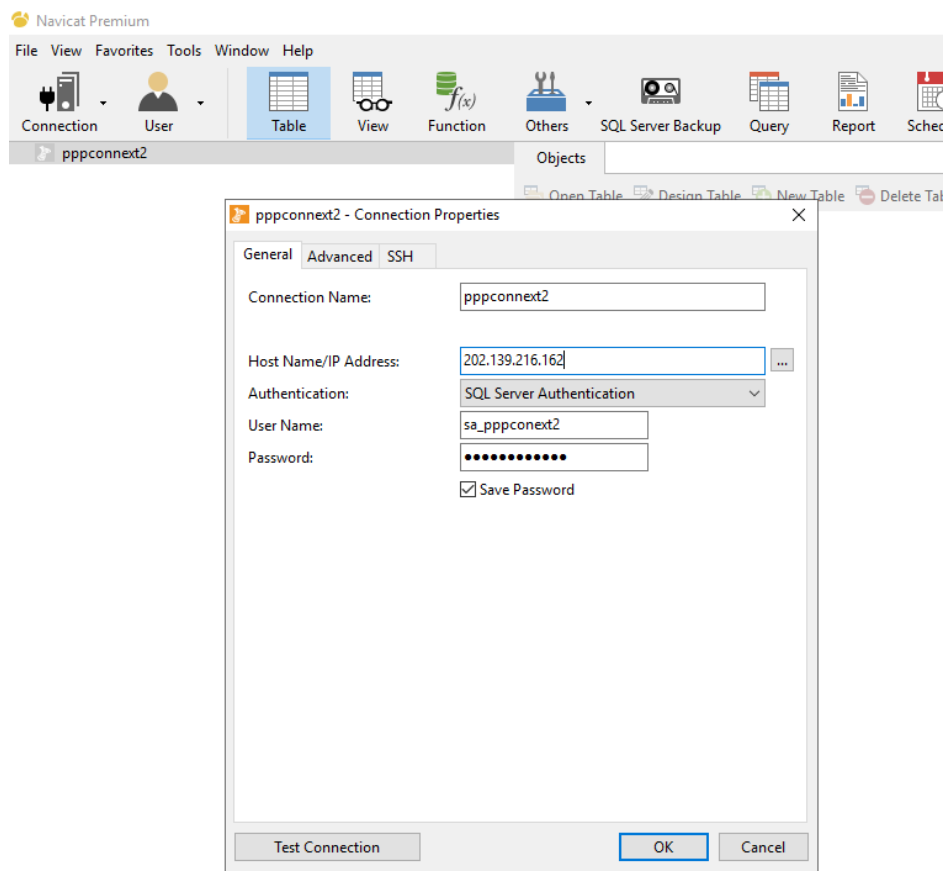 Navicat Premium
File View Favorites Tools Window Help
Connection User Table View Function Others SQL Server Backup Query Report Sched
pppconnext2
Objects
Open Table Design Table New Table Delete Tab
pppconnext2 - Connection Properties
General Advanced SSH
Connection Name: pppconnext2
Host Name/IP Address: 202.139.216.162 ...
Authentication: SQL Server Authentication
User Name: sa_pppconext2
Password: ●●●●●●●●●●●●
Save Password
Test Connection OK Cancel